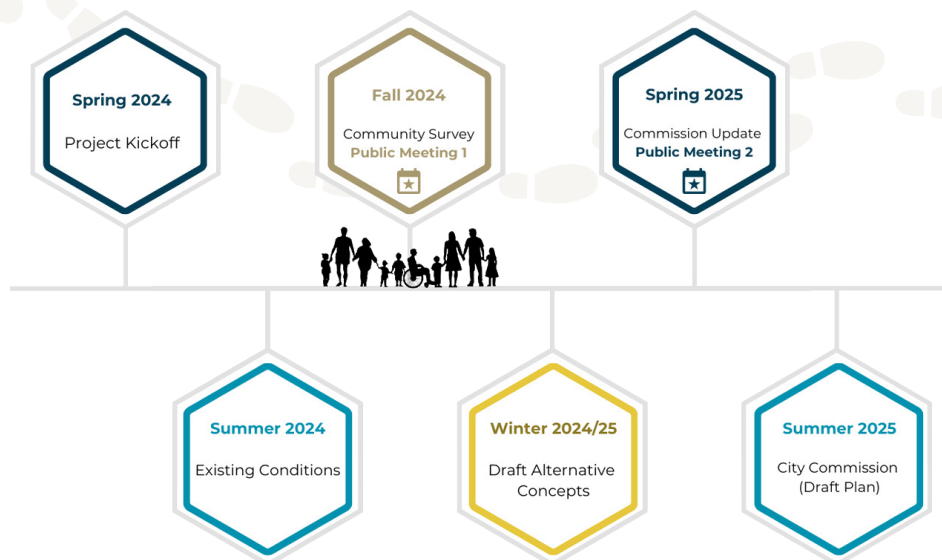 Spring 2024
Project Kickoff
Fall 2024
Community Survey
Public Meeting 1
Spring 2025
Commission Update
Public Meeting 2
Summer 2024
Existing Conditions
Winter 2024/25
Draft Alternative
Concepts
Summer 2025
City Commission
(Draft Plan)